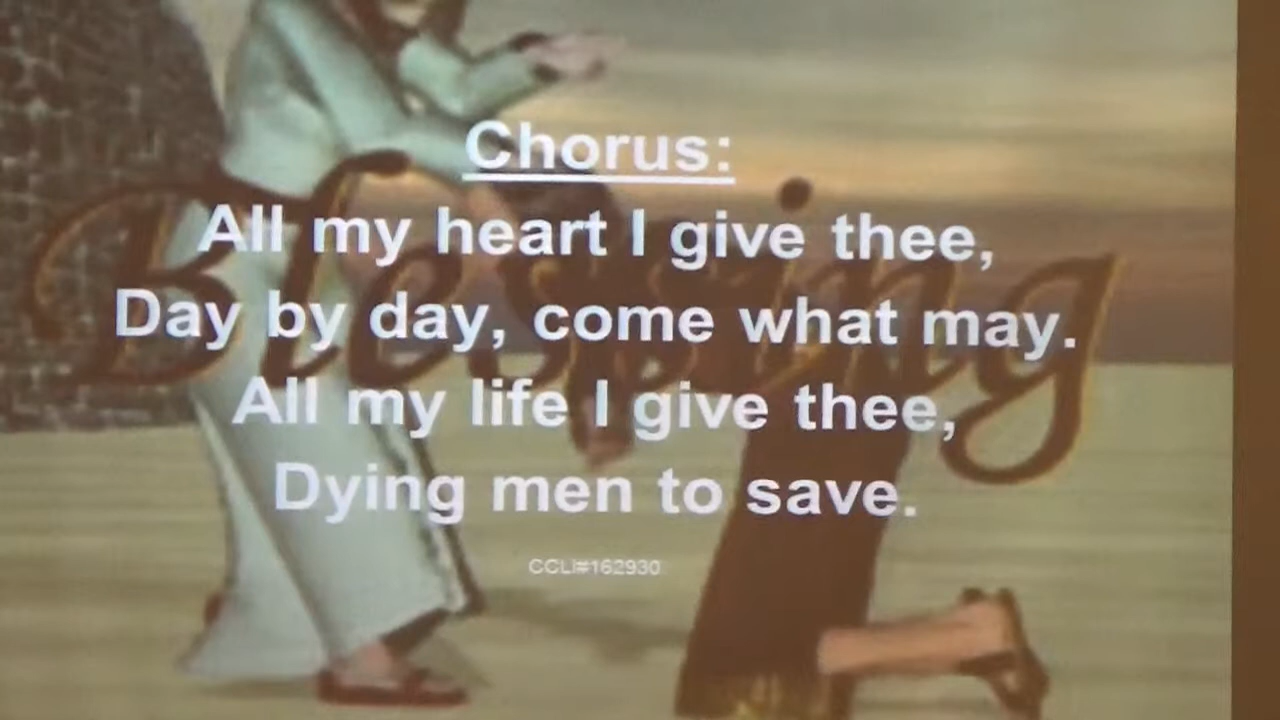 Chorus:
All my heart I give thee,
Day by day, come what may.
All my life I give thee,
Dying men to save.
CCLI#162930
Blessing